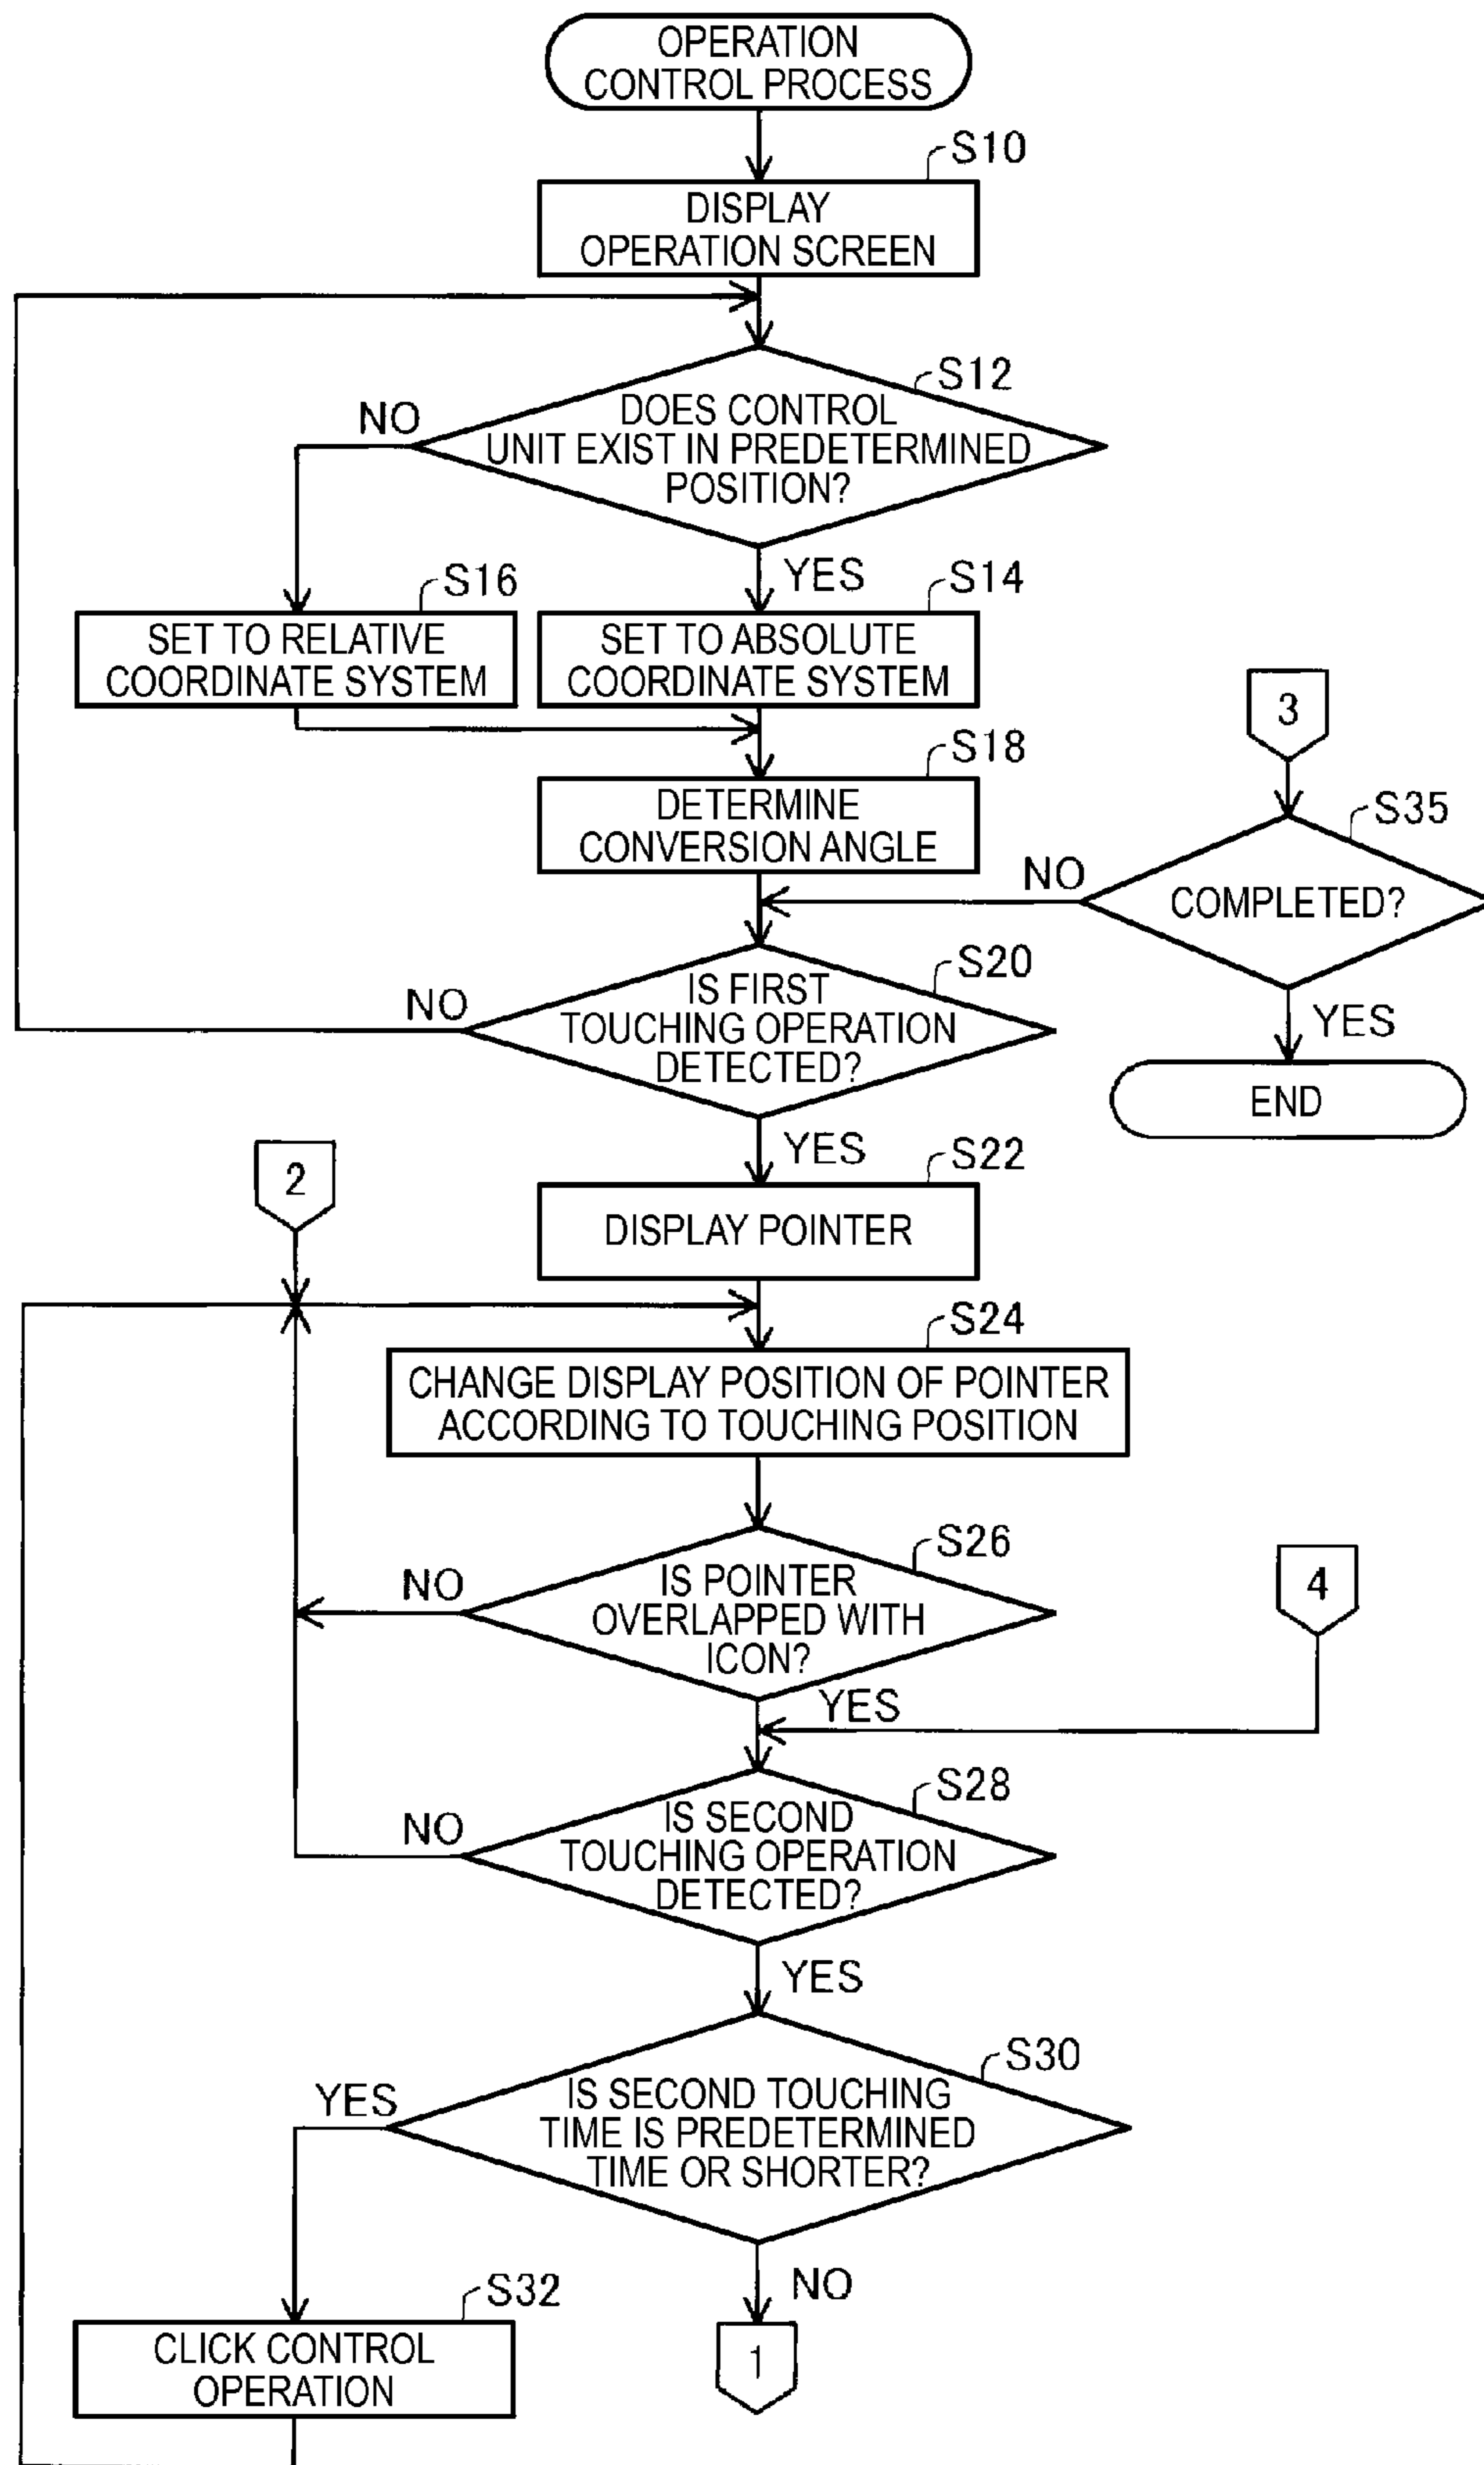 OPERATION
CONTROL PROCESS
S10
DISPLAY
OPERATION SCREEN
S12
NO
DOES CONTROL
UNIT EXIST IN PREDETERMINED
POSITION?
YES
S16
S14
SET TO RELATIVE
COORDINATE SYSTEM
SET TO ABSOLUTE
COORDINATE SYSTEM
3
S18
DETERMINE
CONVERSION ANGLE
S35
NO
COMPLETED?
S20
NO
IS FIRST
TOUCHING OPERATION
DETECTED?
YES
END
YES
S22
2
DISPLAY POINTER
S24
CHANGE DISPLAY POSITION OF POINTER
ACCORDING TO TOUCHING POSITION
S26
NO
IS POINTER
OVERLAPPED WITH
ICON?
4
YES
S28
NO
IS SECOND
TOUCHING OPERATION
DETECTED?
YES
S30
YES
IS SECOND TOUCHING
TIME IS PREDETERMINED
TIME OR SHORTER?
NO
S32
CLICK CONTROL
OPERATION
1